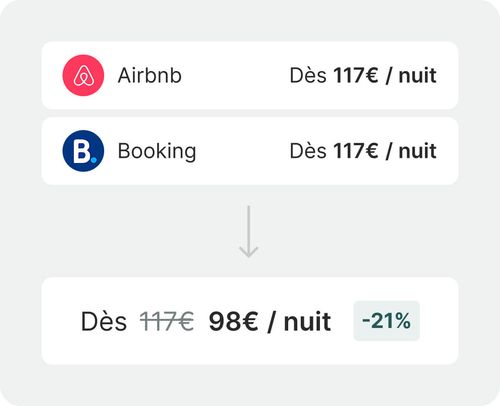 Airbnb Dès 117€ / nuit
B. Booking Dès 117€ / nuit
Dès 117€ 98€ / nuit -21%